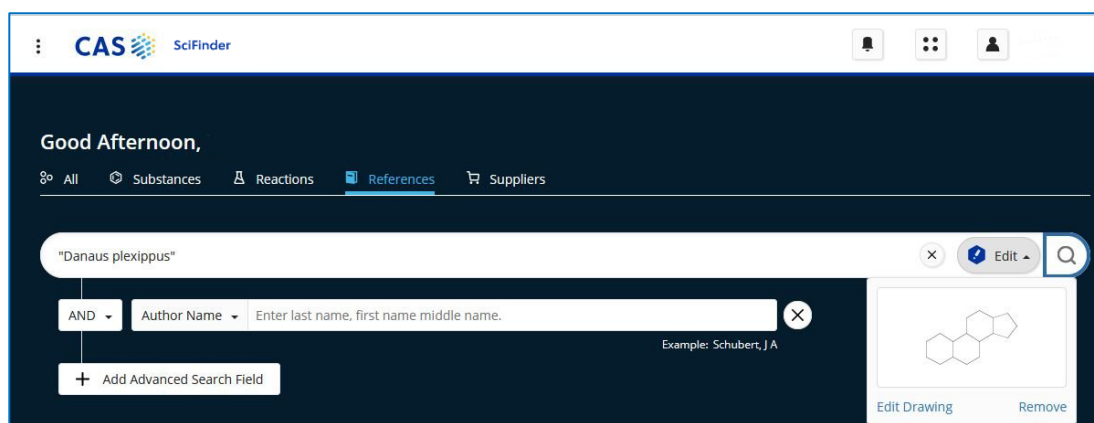 CAS SciFinder
Good Afternoon,
All Substances Reactions References Suppliers
"Danaus plexippus" Edit
AND Author Name Enter last name, first name middle name.
Example: Schubert, J A
+ Add Advanced Search Field
Edit Drawing Remove